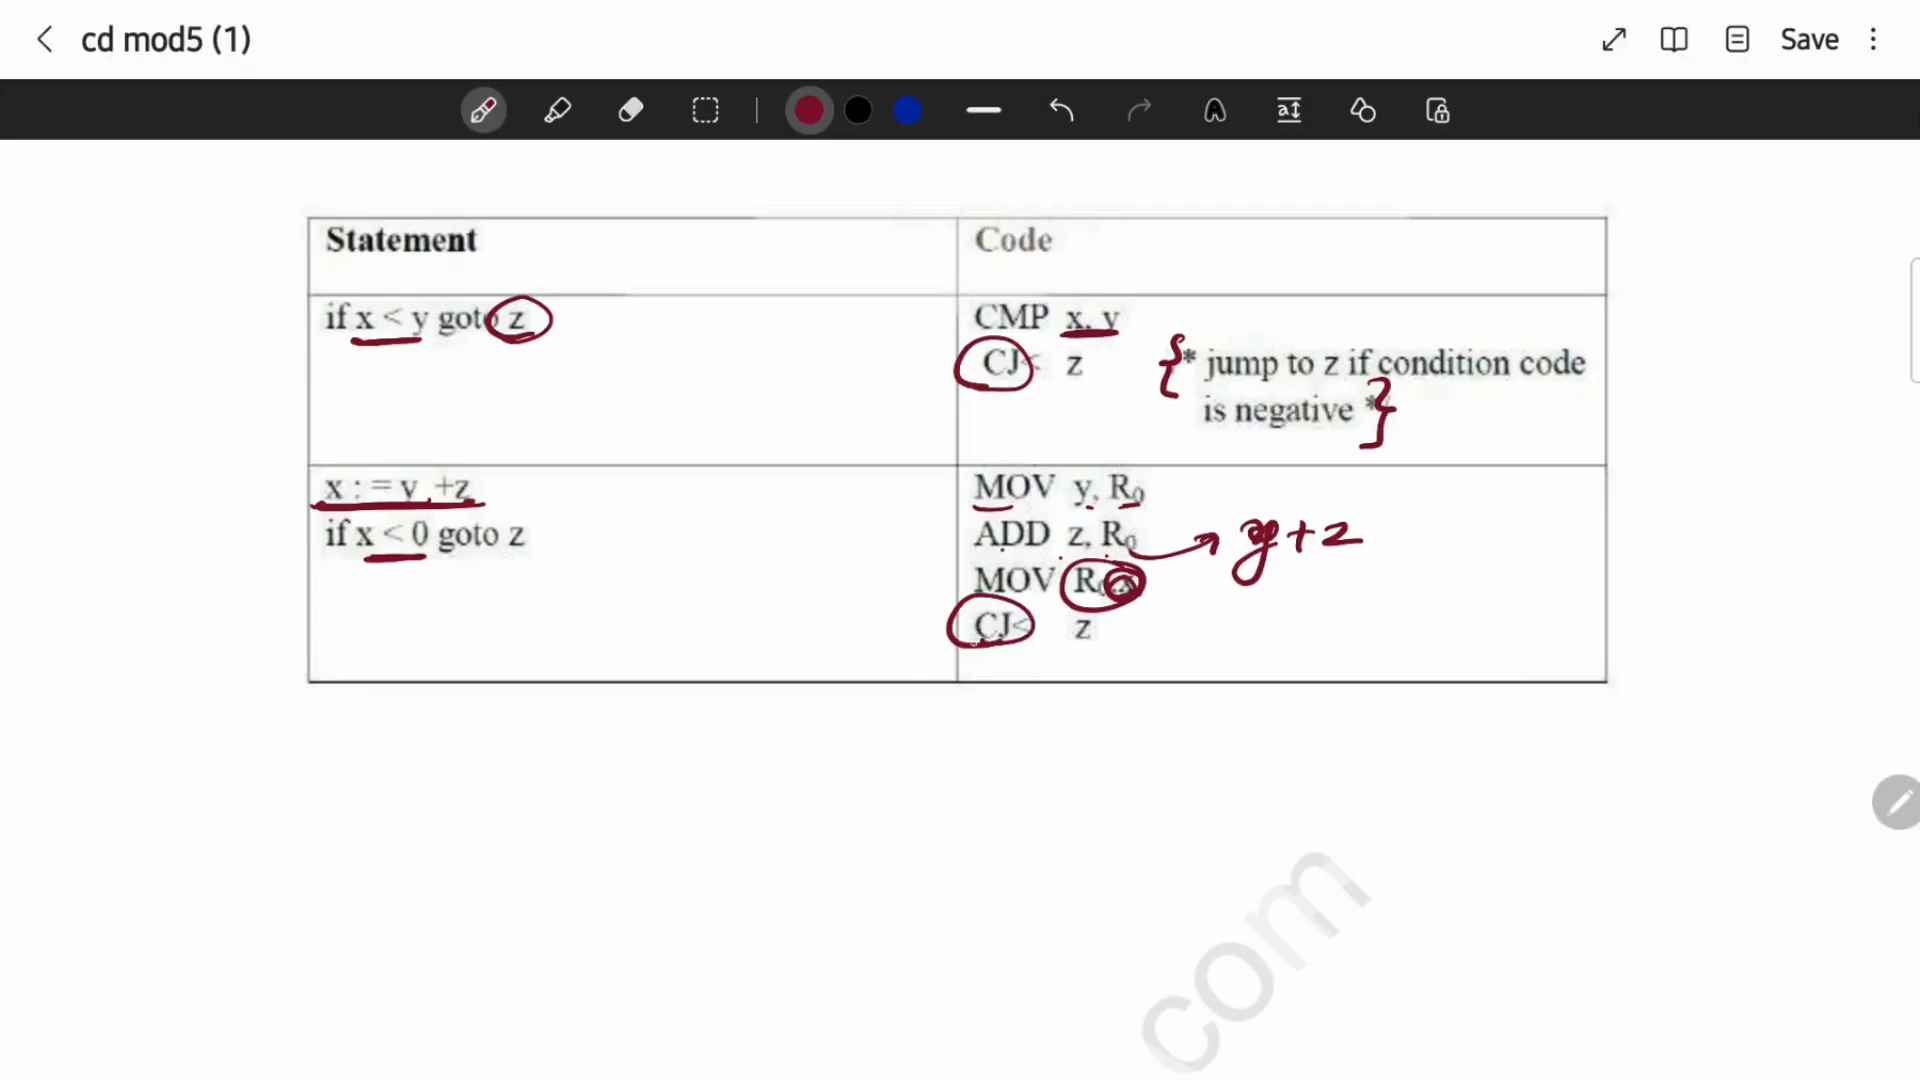 cd mod5 (1)
Save
Statement
Code
if x < y goto z
CMP x, y
CJ< z {* jump to z if condition code
is negative *}
x : = y +z
if x < 0 goto z
MOV y, R0
ADD z, R0 → y + z
MOV R0, x
CJ< z
com